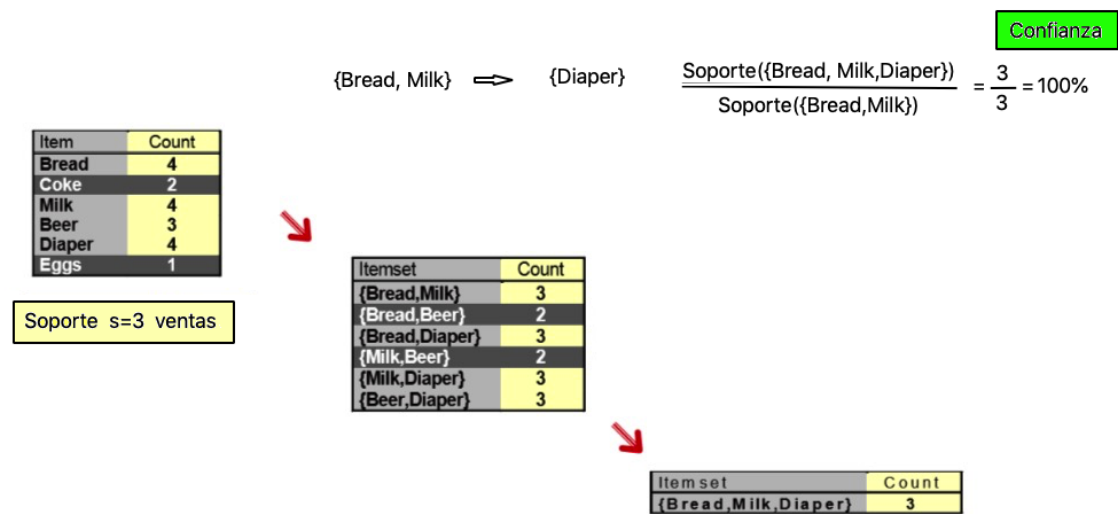 Confianza
{Bread, Milk} ⇒ {Diaper} Soporte({Bread, Milk,Diaper}) = 3 = 100%
Soporte({Bread,Milk}) 3
Item Count
Bread 4
Coke 2
Milk 4
Beer 3
Diaper 4
Eggs 1
Soporte s=3 ventas
Itemset Count
{Bread,Milk} 3
{Bread,Beer} 2
{Bread,Diaper} 3
{Milk,Beer} 2
{Milk,Diaper} 3
{Beer,Diaper} 3
Itemset Count
{Bread,Milk,Diaper} 3